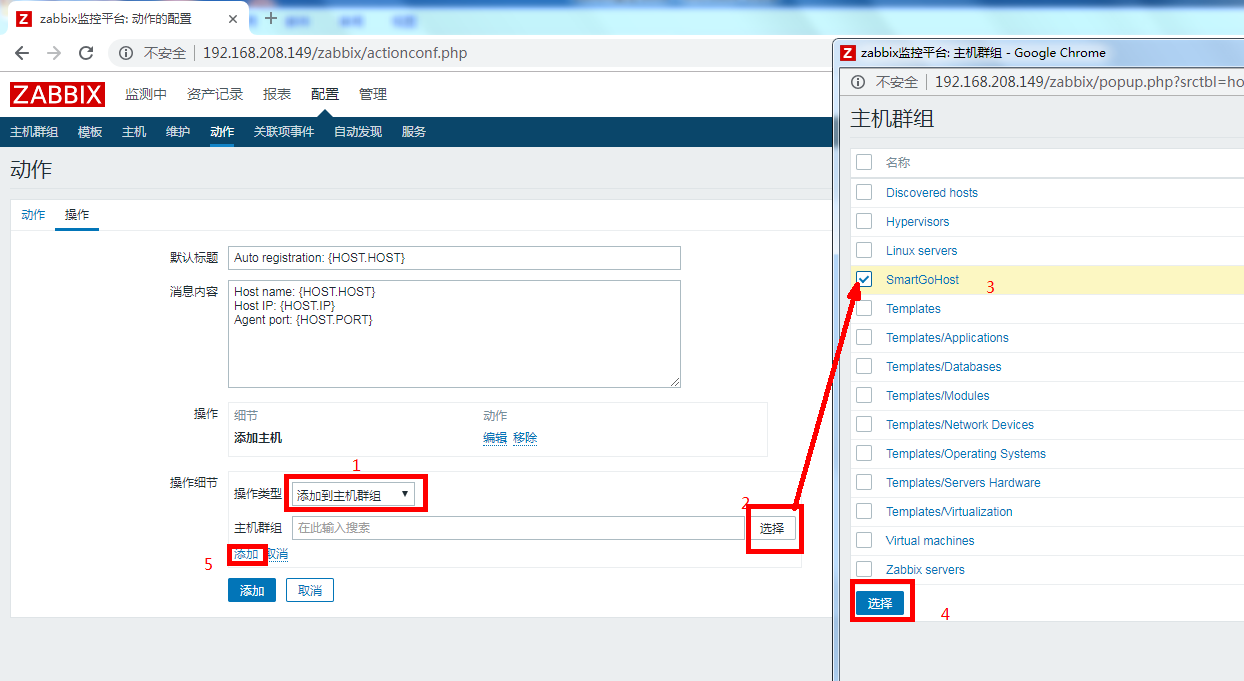 zabbix监控平台: 动作的配置
不安全 192.168.208.149/zabbix/actionconf.php
ZABBIX 监测中 资产记录 报表 配置 管理
主机群组 模板 主机 维护 动作 关联项事件 自动发现 服务
动作
动作 操作
默认标题 Auto registration: {HOST.HOST}
消息内容 Host name: {HOST.HOST}
Host IP: {HOST.IP}
Agent port: {HOST.PORT}
操作 细节 动作
添加主机 编辑 移除
1
操作细节 操作类型 添加到主机群组
2
主机群组 在此输入搜索 选择
5 添加 取消
添加 取消
zabbix监控平台: 主机群组 - Google Chrome
不安全 192.168.208.149/zabbix/popup.php?srctbl=ho
主机群组
名称
Discovered hosts
Hypervisors
Linux servers
SmartGoHost 3
Templates
Templates/Applications
Templates/Databases
Templates/Modules
Templates/Network Devices
Templates/Operating Systems
Templates/Servers Hardware
Templates/Virtualization
Virtual machines
Zabbix servers
选择 4